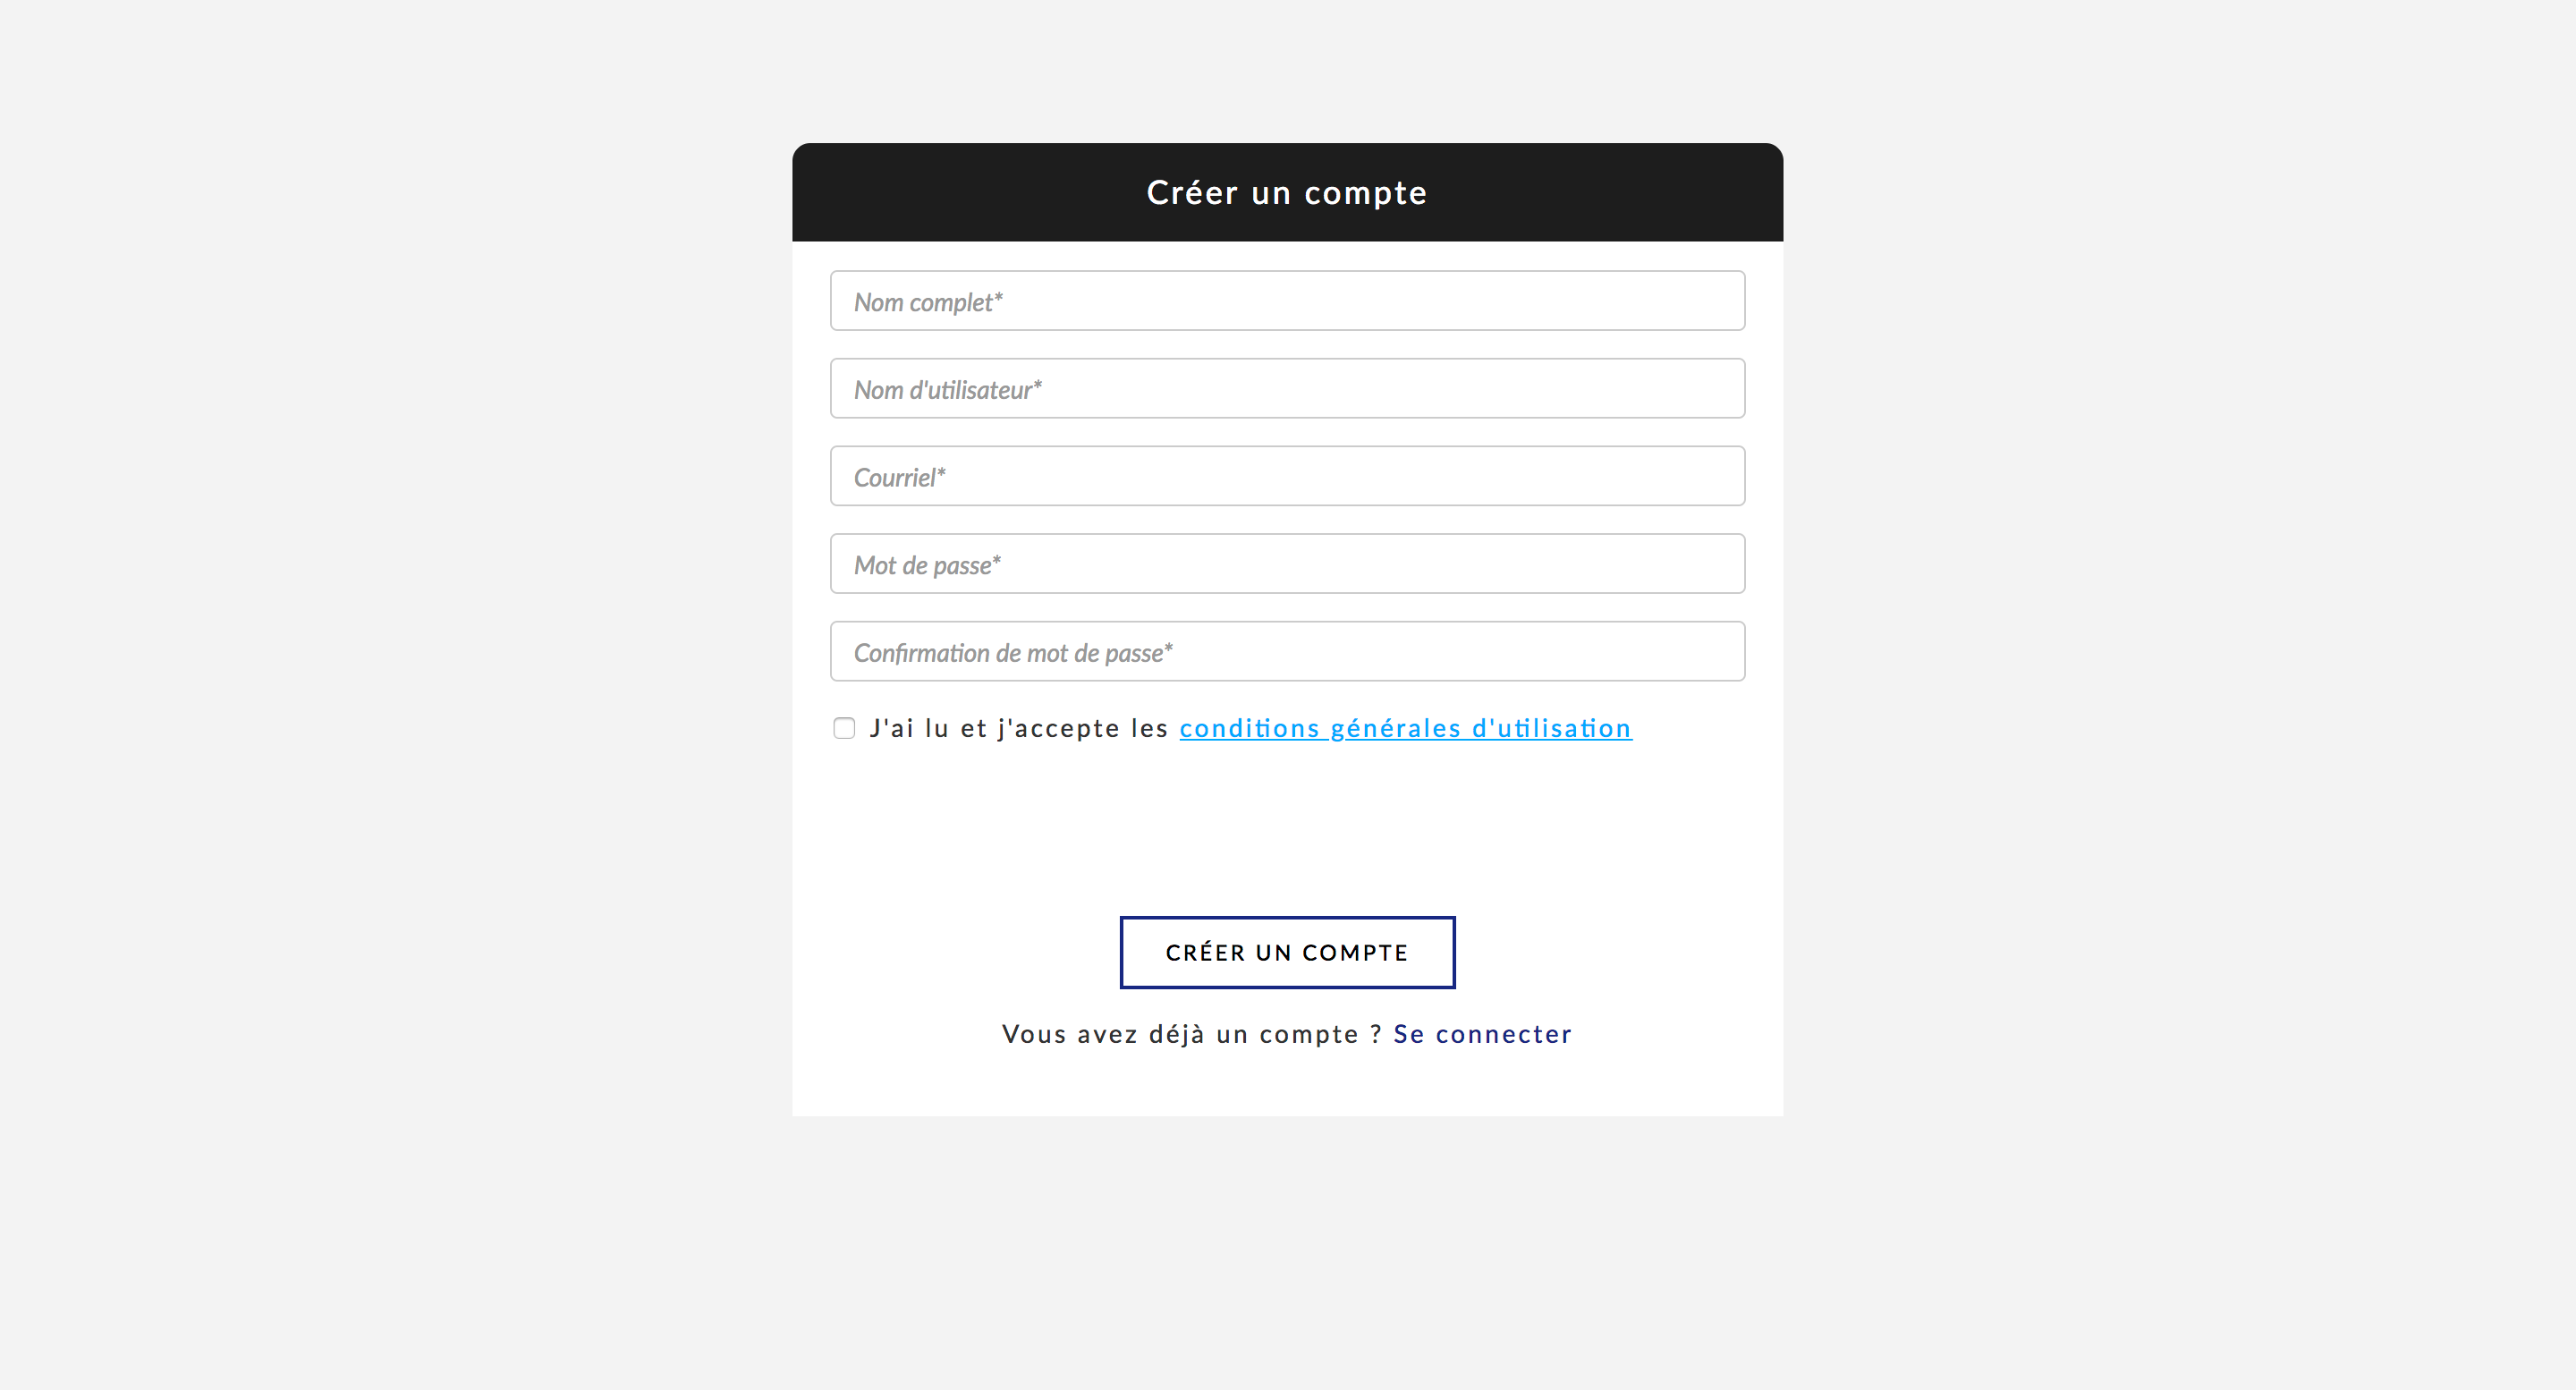 Créer un compte
Nom complet*
Nom d'utilisateur*
Courriel*
Mot de passe*
Confirmation de mot de passe*
J'ai lu et j'accepte les conditions générales d'utilisation
CRÉER UN COMPTE
Vous avez déjà un compte ? Se connecter